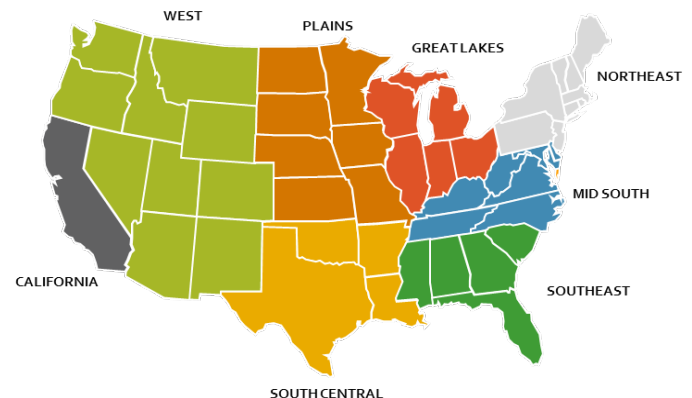 WEST
PLAINS
GREAT LAKES
NORTHEAST
MID SOUTH
CALIFORNIA
SOUTHEAST
SOUTH CENTRAL